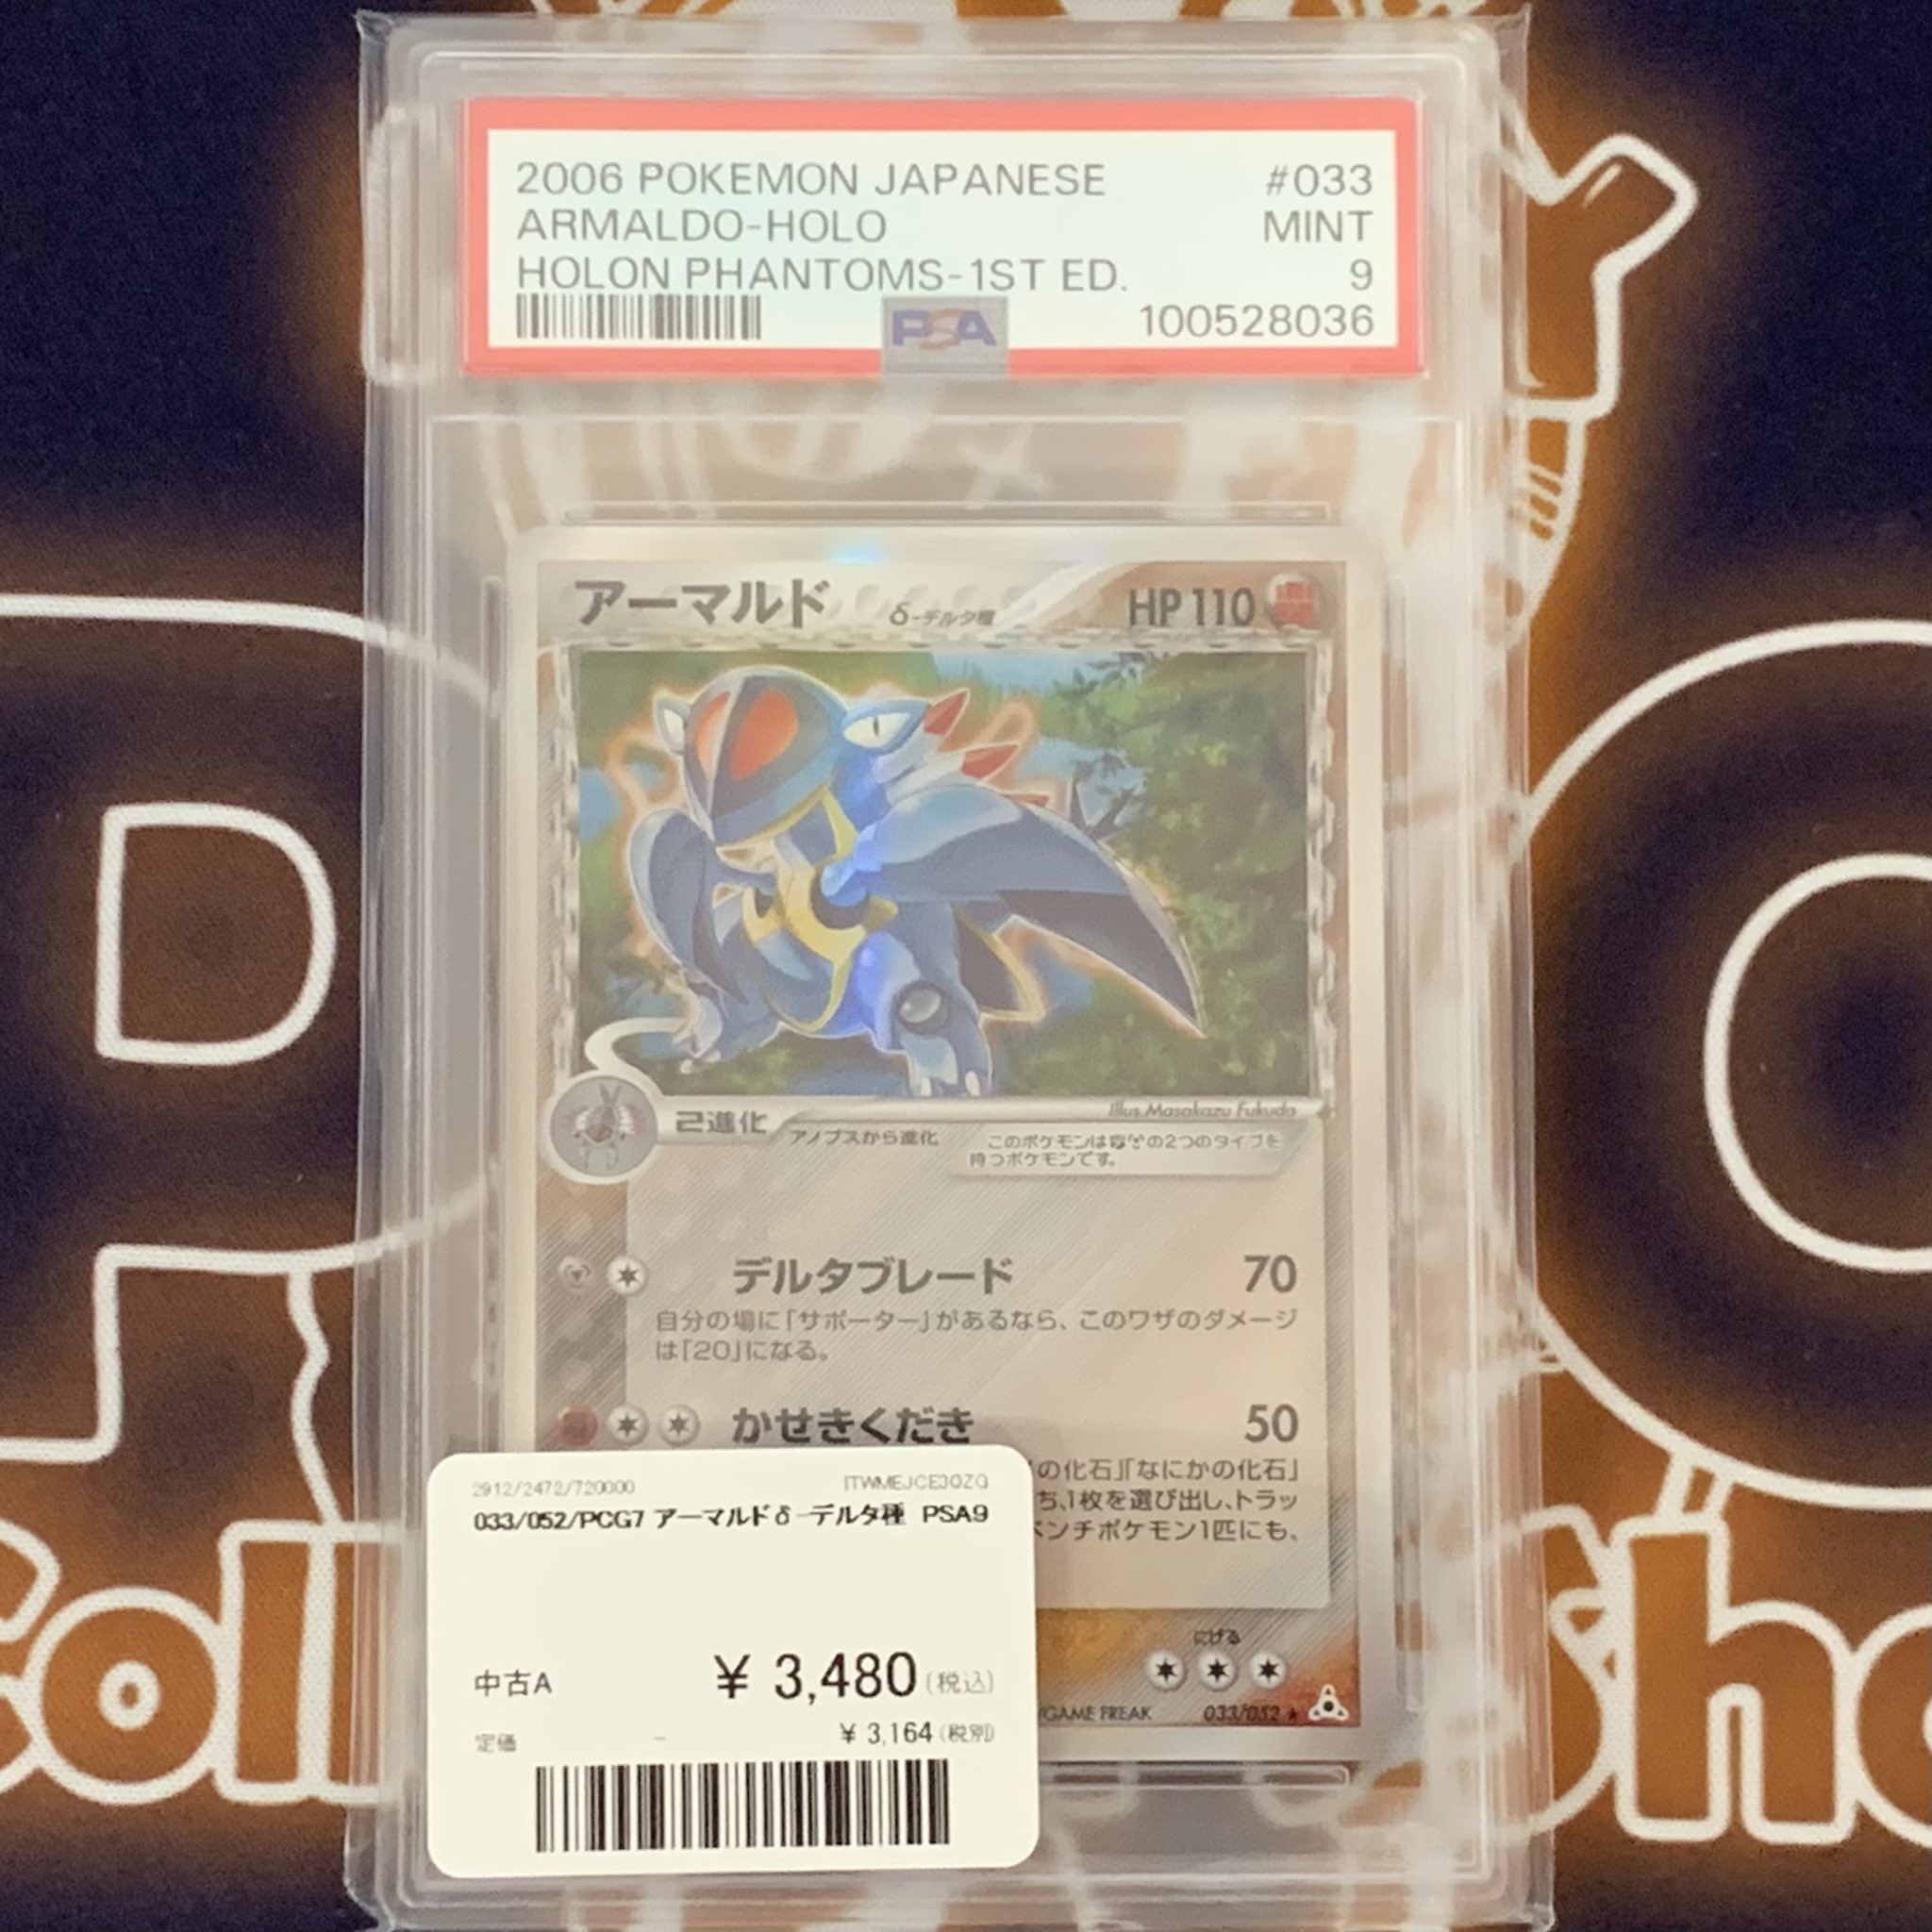 2006 POKEMON JAPANESE #033
ARMALDO-HOLO MINT
HOLON PHANTOMS-1ST ED. 9
PSA 100528036
アーマルド δ-デルタ種 HP 110
Illus. Masakazu Fukuda
2進化 アノプスから進化
このポケモンは の2つのタイプを
持つポケモンです。
デルタブレード 70
自分の場に「サポーター」があるなら、このワザのダメージ
は「20」になる。
かせきくだき 50
の化石」「なにかの化石」
ち、1枚を選び出し、トラッ
ベンチポケモン1匹にも、
にげる
/GAME FREAK 033/052 ★
2912/2472/720000
033/052/PCG7 アーマルドδ-デルタ種 PSA9
中古A ¥ 3,480 (税込)
定価 - ¥ 3,164 (税別)